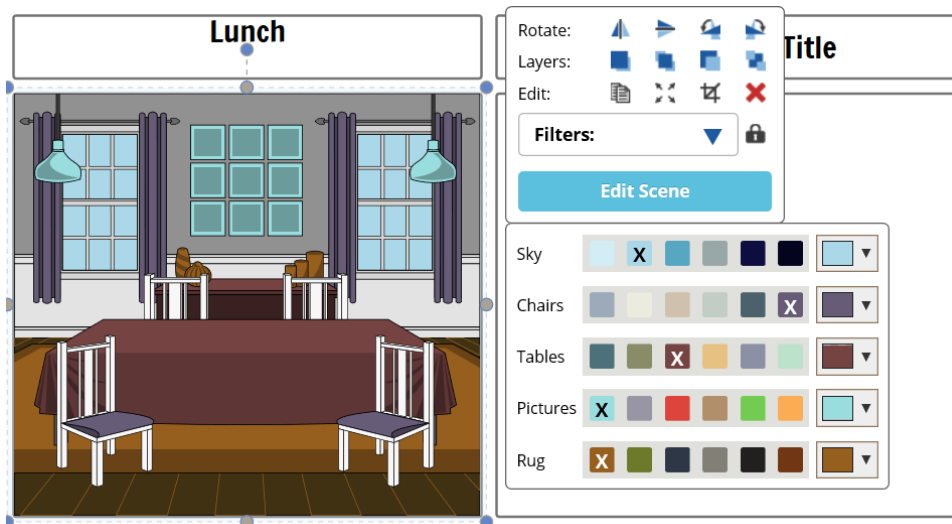 Lunch
Title
Rotate:
Layers:
Edit:
Filters:
Edit Scene
Sky
X
Chairs
X
Tables
X
Pictures
X
Rug
X